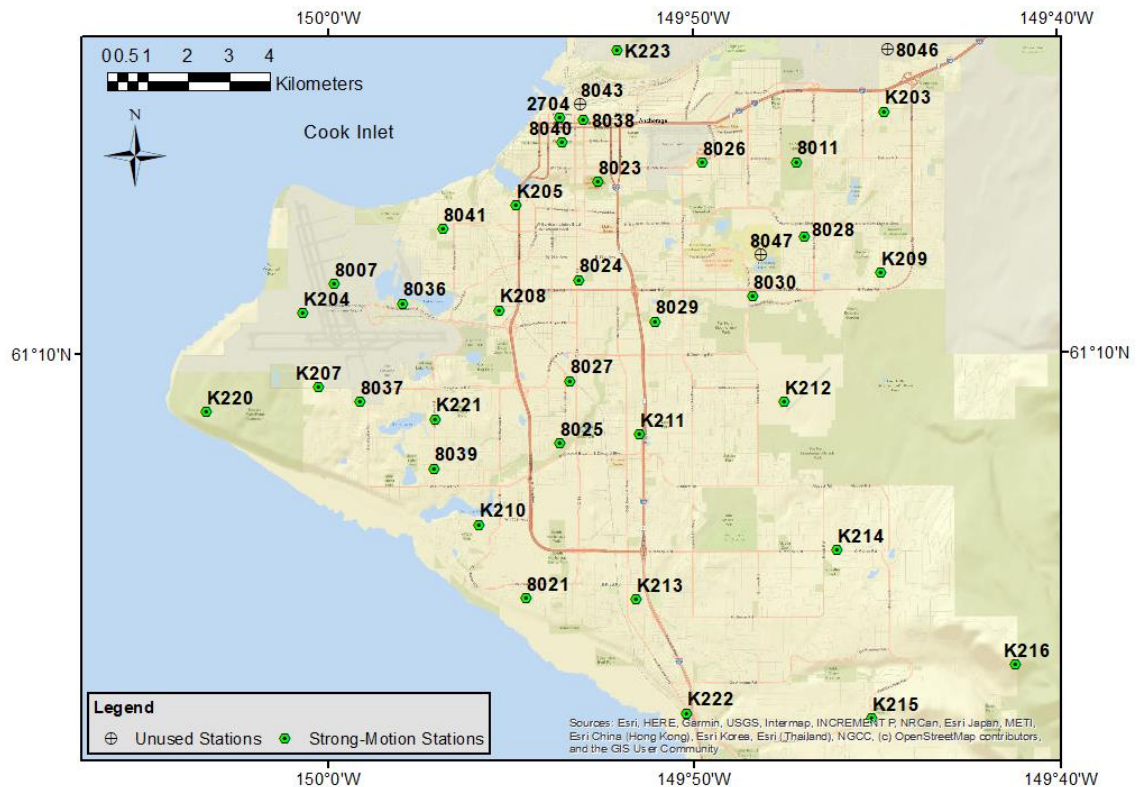 150°0'W 149°50'W 149°40'W
0 0.5 1 2 3 4
Kilometers
N
Cook Inlet
K223
8046
8043
2704
8038
K203
8040
Anchorage
8026
8011
8023
K205
8041
8028
8047
K209
8024
8007
8036
8030
K204
K208
8029
61°10'N 61°10'N
8027
K207
8037
K212
K220
K221
K211
8025
8039
K210
K214
8021
K213
K216
K222
K215
Legend
Unused Stations Strong-Motion Stations
Sources: Esri, HERE, Garmin, USGS, Intermap, INCREMENT P, NRCan, Esri Japan, METI,
Esri China (Hong Kong), Esri Korea, Esri (Thailand), NGCC, (c) OpenStreetMap contributors,
and the GIS User Community
150°0'W 149°50'W 149°40'W